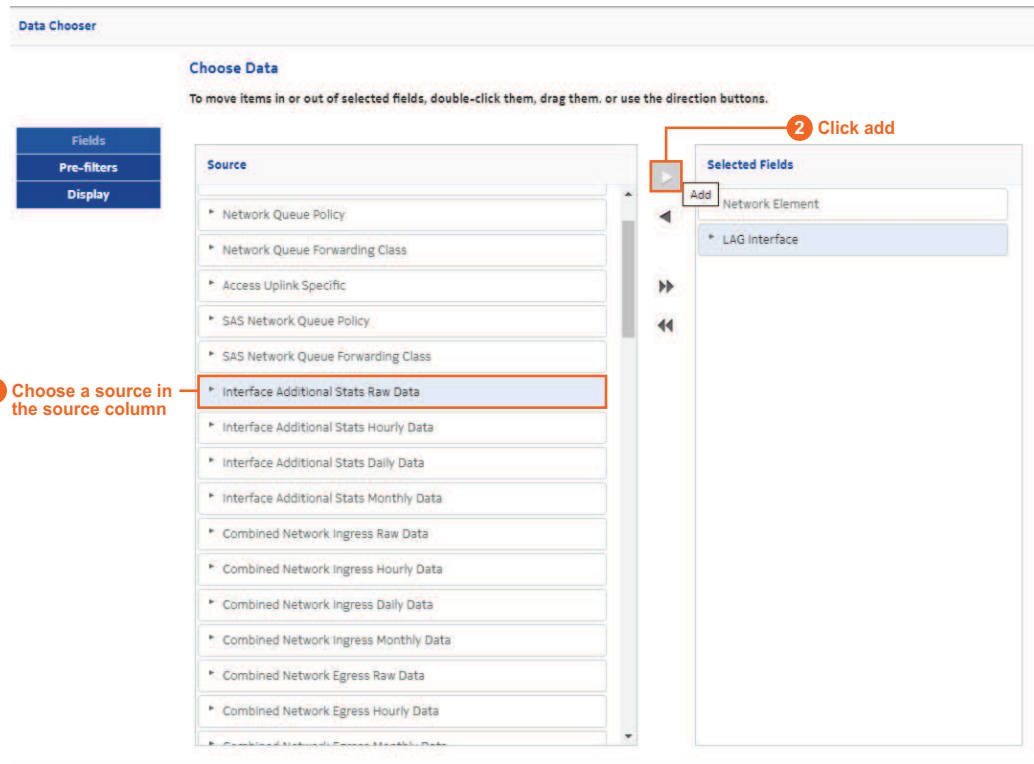 Data Chooser
Choose Data
To move items in or out of selected fields, double-click them, drag them. or use the direction buttons.
2 Click add
Fields
Pre-filters
Display
Source
Network Queue Policy
Network Queue Forwarding Class
Access Uplink Specific
SAS Network Queue Policy
SAS Network Queue Forwarding Class
Interface Additional Stats Raw Data
Interface Additional Stats Hourly Data
Interface Additional Stats Daily Data
Interface Additional Stats Monthly Data
Combined Network Ingress Raw Data
Combined Network Ingress Hourly Data
Combined Network Ingress Daily Data
Combined Network Ingress Monthly Data
Combined Network Egress Raw Data
Combined Network Egress Hourly Data
Choose a source in
the source column
Add
Selected Fields
Network Element
LAG Interface